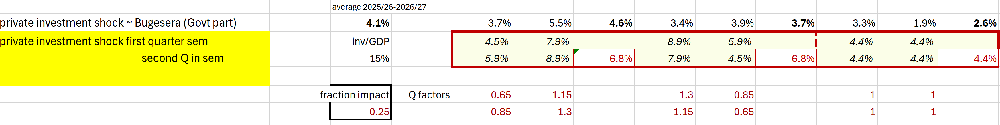 average 2025/26-2026/27
private investment shock ~ Bugesera (Govt part) 4.1% 3.7% 5.5% 4.6% 3.4% 3.9% 3.7% 3.3% 1.9% 2.6%
private investment shock first quarter sem inv/GDP 4.5% 7.9% 8.9% 5.9% 4.4% 4.4%
second Q in sem 15% 5.9% 8.9% 6.8% 7.9% 4.5% 6.8% 4.4% 4.4% 4.4%
fraction impact Q factors 0.65 1.15 1.3 0.85 1 1
0.25 0.85 1.3 1.15 0.65 1 1